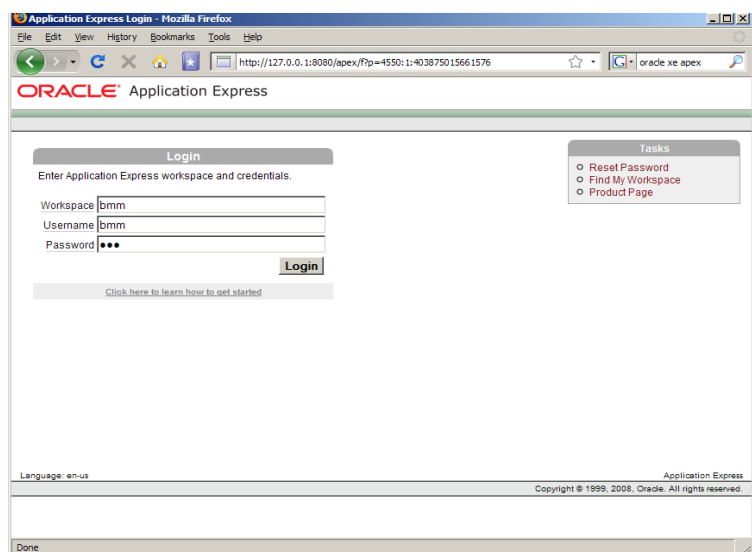 Application Express Login - Mozilla Firefox
File Edit View History Bookmarks Tools Help
http://127.0.0.1:8080/apex/f?p=4550:1:403875015661576
G oracle xe apex
ORACLE Application Express
Login
Enter Application Express workspace and credentials.
Workspace bmm
Username bmm
Password •••
Login
Click here to learn how to get started
Tasks
Reset Password
Find My Workspace
Product Page
Language: en-us
Application Express
Copyright © 1999, 2008, Oracle. All rights reserved.
Done